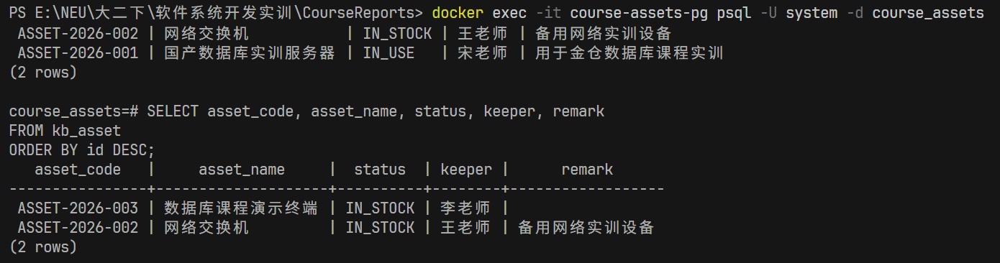 PS E:\NEU\大二下\软件系统开发实训\CourseReports> docker exec -it course-assets-pg psql -U system -d course_assets
 ASSET-2026-002 | 网络交换机           | IN_STOCK | 王老师 | 备用网络实训设备
 ASSET-2026-001 | 国产数据库实训服务器 | IN_USE   | 宋老师 | 用于金仓数据库课程实训
(2 rows)

course_assets=# SELECT asset_code, asset_name, status, keeper, remark
FROM kb_asset
ORDER BY id DESC;
   asset_code   |     asset_name     |  status  | keeper |      remark
----------------+--------------------+----------+--------+------------------
 ASSET-2026-003 | 数据库课程演示终端 | IN_STOCK | 李老师 |
 ASSET-2026-002 | 网络交换机         | IN_STOCK | 王老师 | 备用网络实训设备
(2 rows)